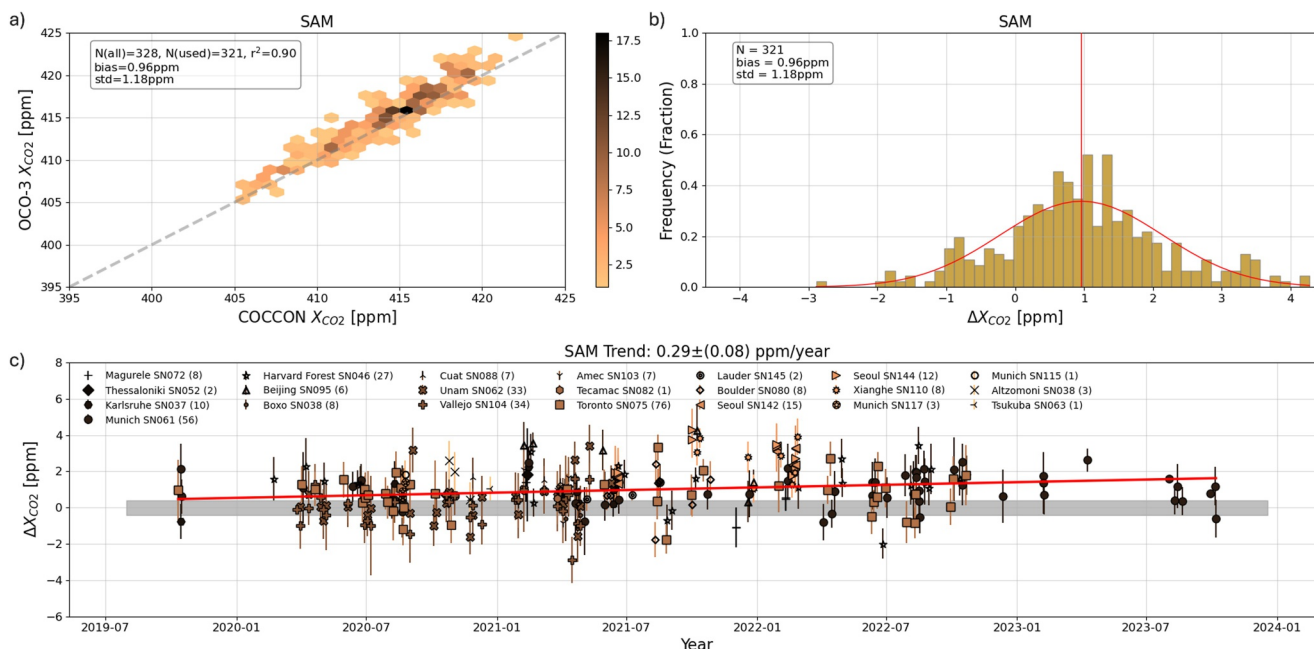 a)
SAM
N(all)=328, N(used)=321, r²=0.90
bias=0.96ppm
std=1.18ppm
OCO-3 X_CO2 [ppm]
425
420
415
410
405
400
395
395 400 405 410 415 420 425
COCCON X_CO2 [ppm]
17.5
15.0
12.5
10.0
7.5
5.0
2.5
b)
SAM
N = 321
bias = 0.96ppm
std = 1.18ppm
Frequency (Fraction)
1.0
0.8
0.6
0.4
0.2
0.0
−4 −3 −2 −1 0 1 2 3 4
ΔX_CO2 [ppm]
c)
SAM Trend: 0.29±(0.08) ppm/year
Magurele SN072 (8)
Thessaloniki SN052 (2)
Karlsruhe SN037 (10)
Munich SN061 (56)
Harvard Forest SN046 (27)
Beijing SN095 (6)
Boxo SN038 (8)
Cuat SN088 (7)
Unam SN062 (33)
Vallejo SN104 (34)
Amec SN103 (7)
Tecamac SN082 (1)
Toronto SN075 (76)
Lauder SN145 (2)
Boulder SN080 (8)
Seoul SN142 (15)
Seoul SN144 (12)
Xianghe SN110 (8)
Munich SN117 (3)
Munich SN115 (1)
Altzomoni SN038 (3)
Tsukuba SN063 (1)
ΔX_CO2 [ppm]
8
6
4
2
0
−2
−4
−6
2019-07 2020-01 2020-07 2021-01 2021-07 2022-01 2022-07 2023-01 2023-07 2024-01
Year